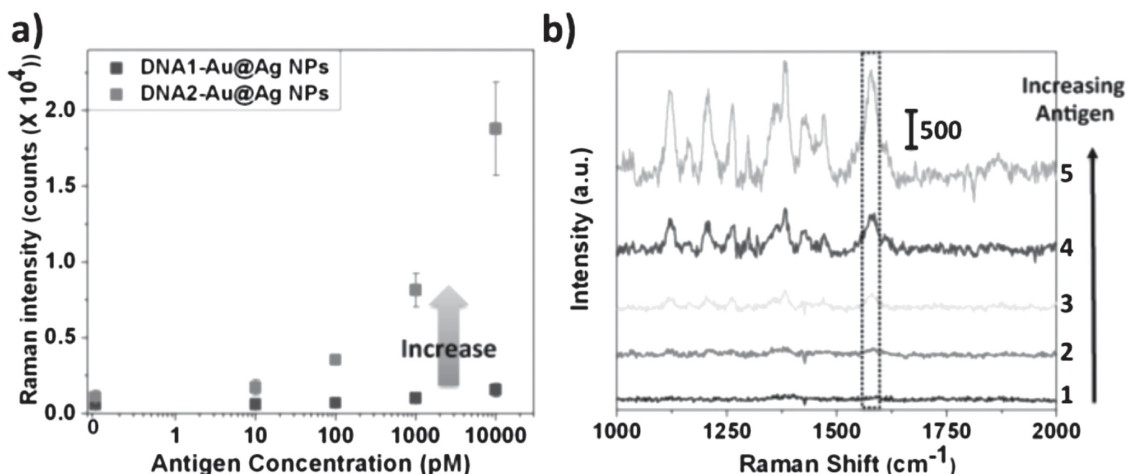 a)
Raman intensity (counts (X 10⁴))
2.0
1.5
1.0
0.5
0.0
DNA1-Au@Ag NPs
DNA2-Au@Ag NPs
Increase
0 1 10 100 1000 10000
Antigen Concentration (pM)
b)
Intensity (a.u.)
500
Increasing
Antigen
5
4
3
2
1
1000 1250 1500 1750 2000
Raman Shift (cm⁻¹)